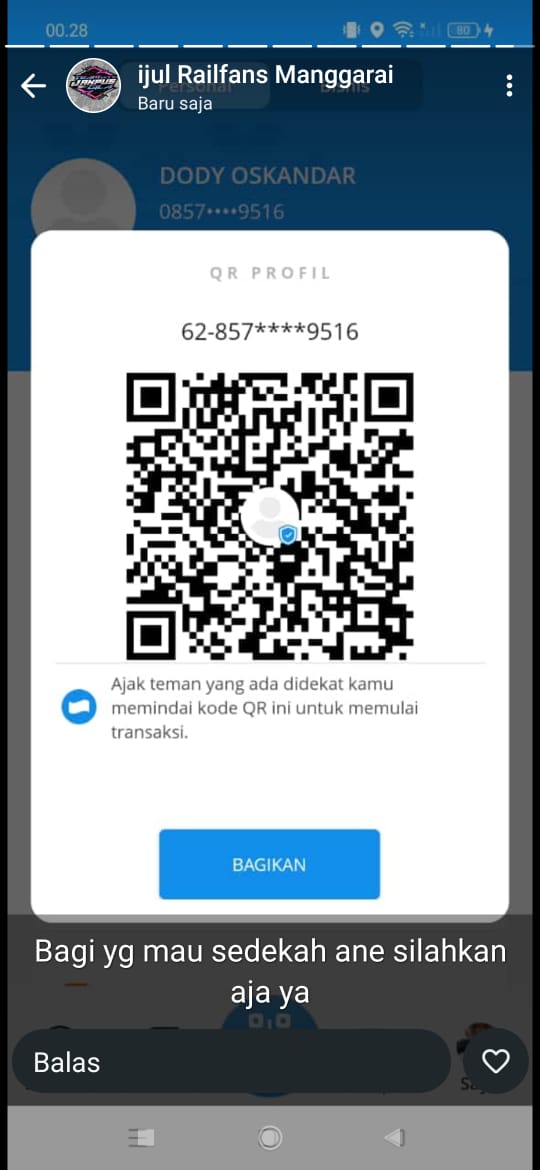 00.28
80
ijul Railfans Manggarai
Baru saja
Personal
Bisnis
DODY OSKANDAR
0857••••9516
QR PROFIL
62-857****9516
Ajak teman yang ada didekat kamu
memindai kode QR ini untuk memulai
transaksi.
BAGIKAN
Bagi yg mau sedekah ane silahkan
aja ya
Balas